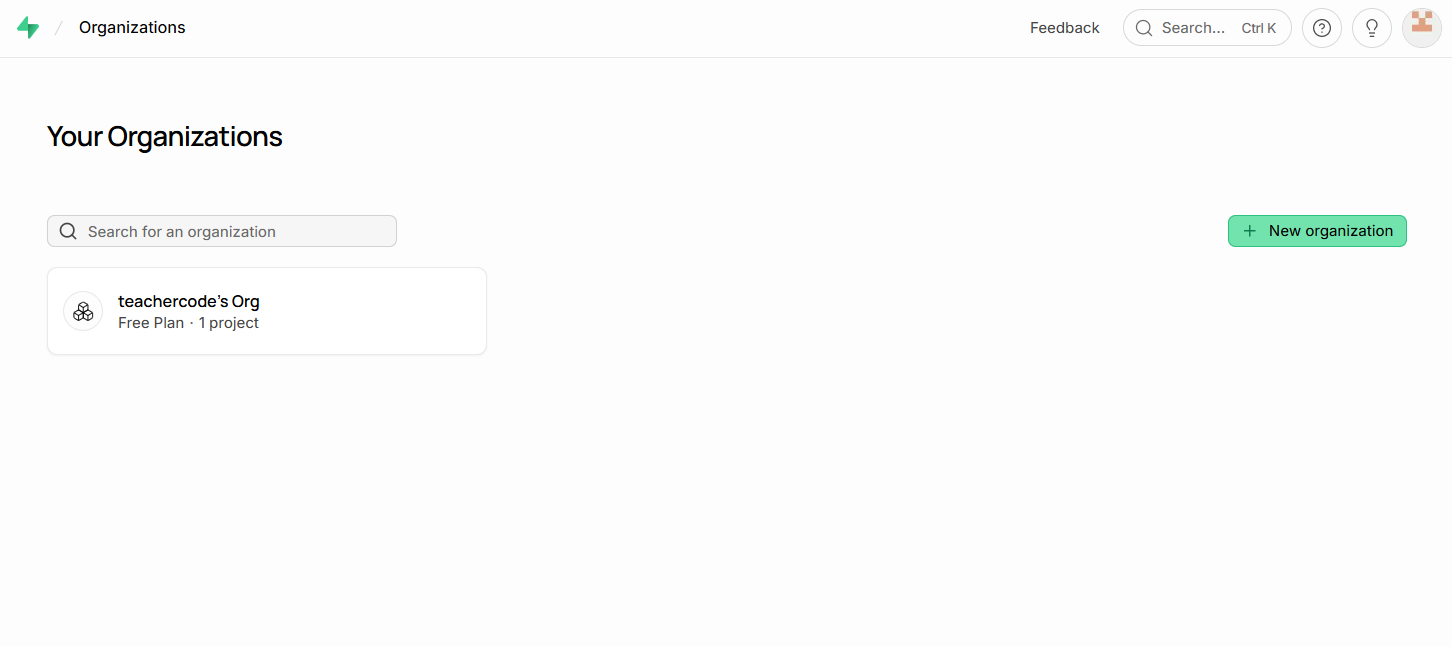 / Organizations
Feedback
Search... Ctrl K
Your Organizations
Search for an organization
+ New organization
teachercode's Org
Free Plan · 1 project